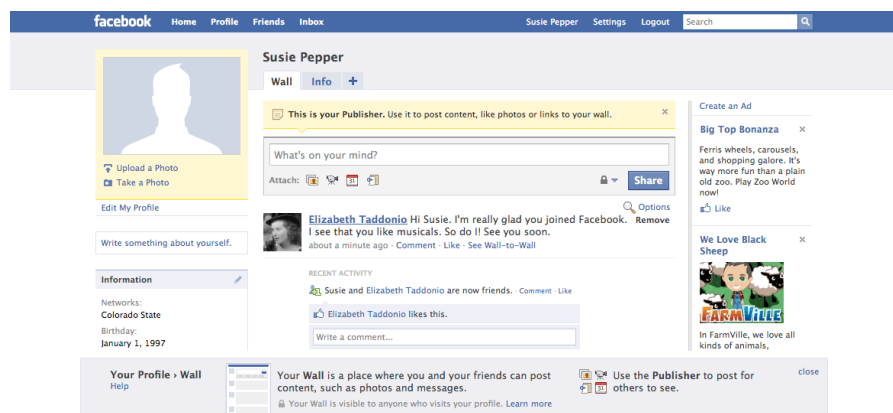 facebook Home Profile Friends Inbox Susie Pepper Settings Logout Search
Susie Pepper
Wall Info +
This is your Publisher. Use it to post content, like photos or links to your wall. ×
What's on your mind?
Attach: 31 Share
Upload a Photo
Take a Photo
Edit My Profile
Write something about yourself.
Information
Networks:
Colorado State
Birthday:
January 1, 1997
Options
Elizabeth Taddonio Hi Susie. I'm really glad you joined Facebook. Remove
I see that you like musicals. So do I! See you soon.
about a minute ago · Comment · Like · See Wall-to-Wall
RECENT ACTIVITY
Susie and Elizabeth Taddonio are now friends. · Comment · Like
Elizabeth Taddonio likes this.
Write a comment...
Create an Ad
Big Top Bonanza ×
Ferris wheels, carousels,
and shopping galore. It's
way more fun than a plain
old zoo. Play Zoo World
now!
Like
We Love Black ×
Sheep
FARMVILLE
In FarmVille, we love all
kinds of animals,
Your Profile › Wall
Help
Your Wall is a place where you and your friends can post
content, such as photos and messages.
Your Wall is visible to anyone who visits your profile. Learn more
Use the Publisher to post for
31 others to see.
close